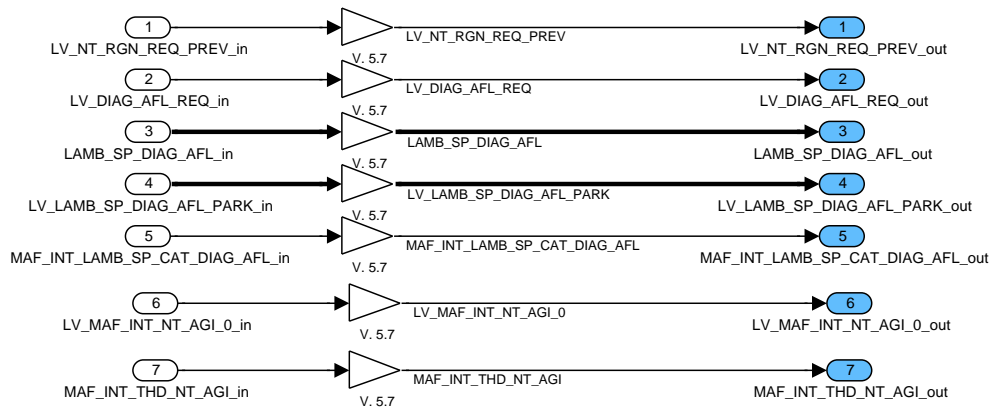 1
LV_NT_RGN_REQ_PREV
1
LV_NT_RGN_REQ_PREV_in
V. 5.7
LV_NT_RGN_REQ_PREV_out
2
LV_DIAG_AFL_REQ
2
LV_DIAG_AFL_REQ_in
V. 5.7
LV_DIAG_AFL_REQ_out
3
LAMB_SP_DIAG_AFL
3
LAMB_SP_DIAG_AFL_in
V. 5.7
LAMB_SP_DIAG_AFL_out
4
LV_LAMB_SP_DIAG_AFL_PARK
4
LV_LAMB_SP_DIAG_AFL_PARK_in
V. 5.7
LV_LAMB_SP_DIAG_AFL_PARK_out
5
MAF_INT_LAMB_SP_CAT_DIAG_AFL
5
MAF_INT_LAMB_SP_CAT_DIAG_AFL_in
V. 5.7
MAF_INT_LAMB_SP_CAT_DIAG_AFL_out
6
LV_MAF_INT_NT_AGI_0
6
LV_MAF_INT_NT_AGI_0_in
V. 5.7
LV_MAF_INT_NT_AGI_0_out
7
MAF_INT_THD_NT_AGI
7
MAF_INT_THD_NT_AGI_in
V. 5.7
MAF_INT_THD_NT_AGI_out